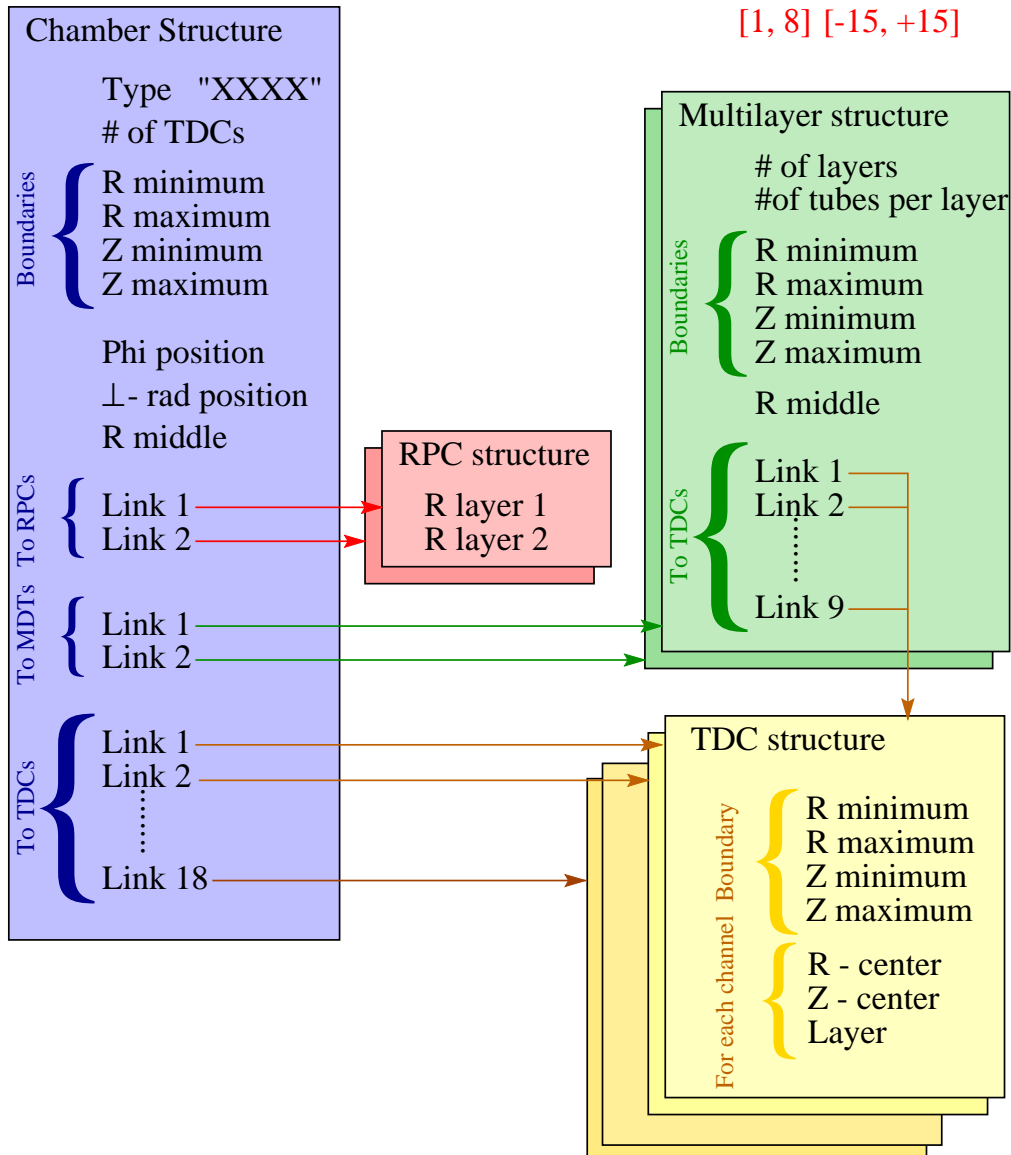 [1, 8] [-15, +15]
Chamber Structure
Type "XXXX"
# of TDCs
Boundaries
R minimum
R maximum
Z minimum
Z maximum
Phi position
⊥- rad position
R middle
To RPCs
Link 1
Link 2
To MDTs
Link 1
Link 2
To TDCs
Link 1
Link 2
Link 18
RPC structure
R layer 1
R layer 2
Multilayer structure
# of layers
#of tubes per layer
Boundaries
R minimum
R maximum
Z minimum
Z maximum
R middle
To TDCs
Link 1
Link 2
Link 9
TDC structure
Boundary
R minimum
R maximum
Z minimum
Z maximum
For each channel
R - center
Z - center
Layer